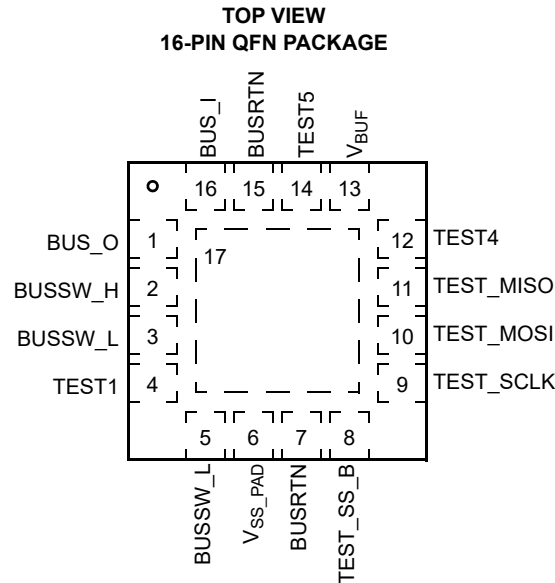 TOP VIEW
16-PIN QFN PACKAGE
BUS_I
BUSRTN
TEST5
VBUF
16 15 14 13
BUS_O 1
BUSSW_H 2
BUSSW_L 3
TEST1 4
17
12 TEST4
11 TEST_MISO
10 TEST_MOSI
9 TEST_SCLK
5 6 7 8
BUSSW_L
VSS_PAD
BUSRTN
TEST_SS_B